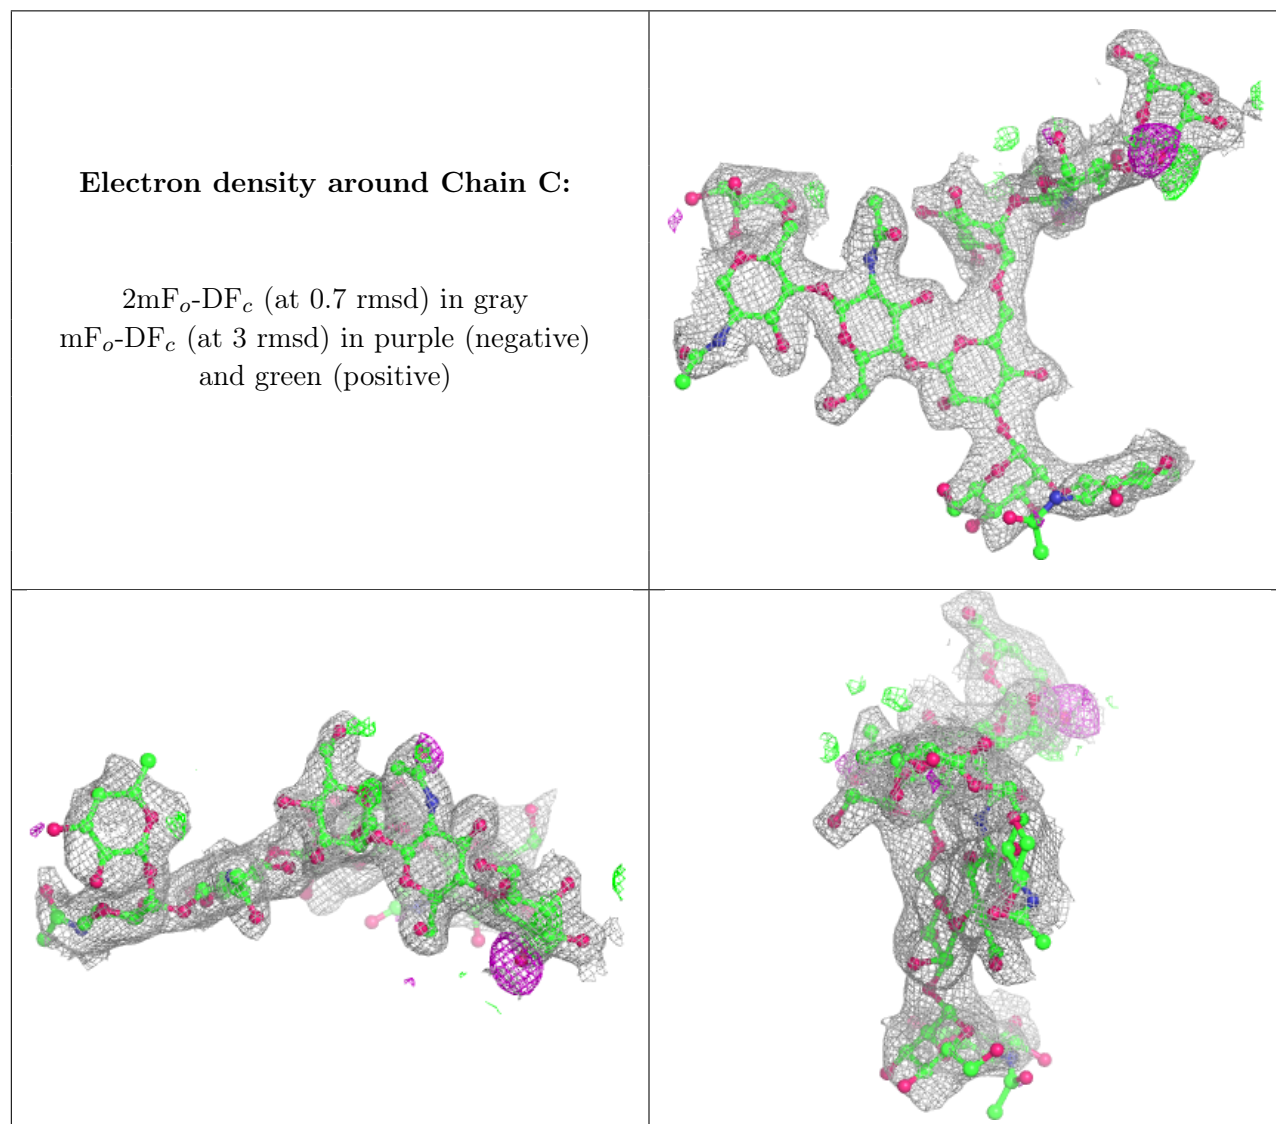 Electron density around Chain C:
2mFo-DFc (at 0.7 rmsd) in gray
mFo-DFc (at 3 rmsd) in purple (negative)
and green (positive)